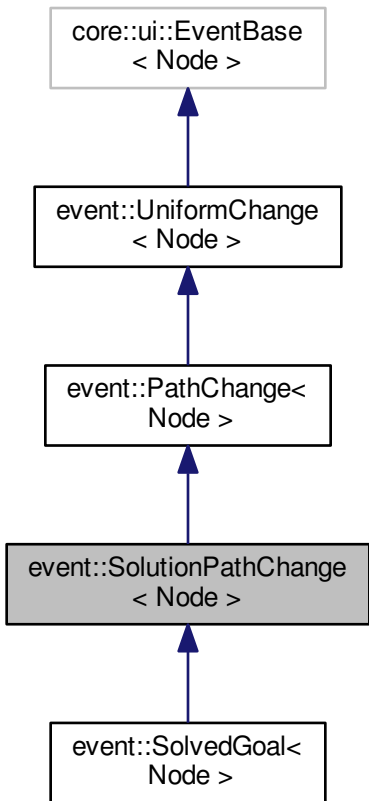 core::ui::EventBase
< Node >
event::UniformChange
< Node >
event::PathChange<
Node >
event::SolutionPathChange
< Node >
event::SolvedGoal<
Node >